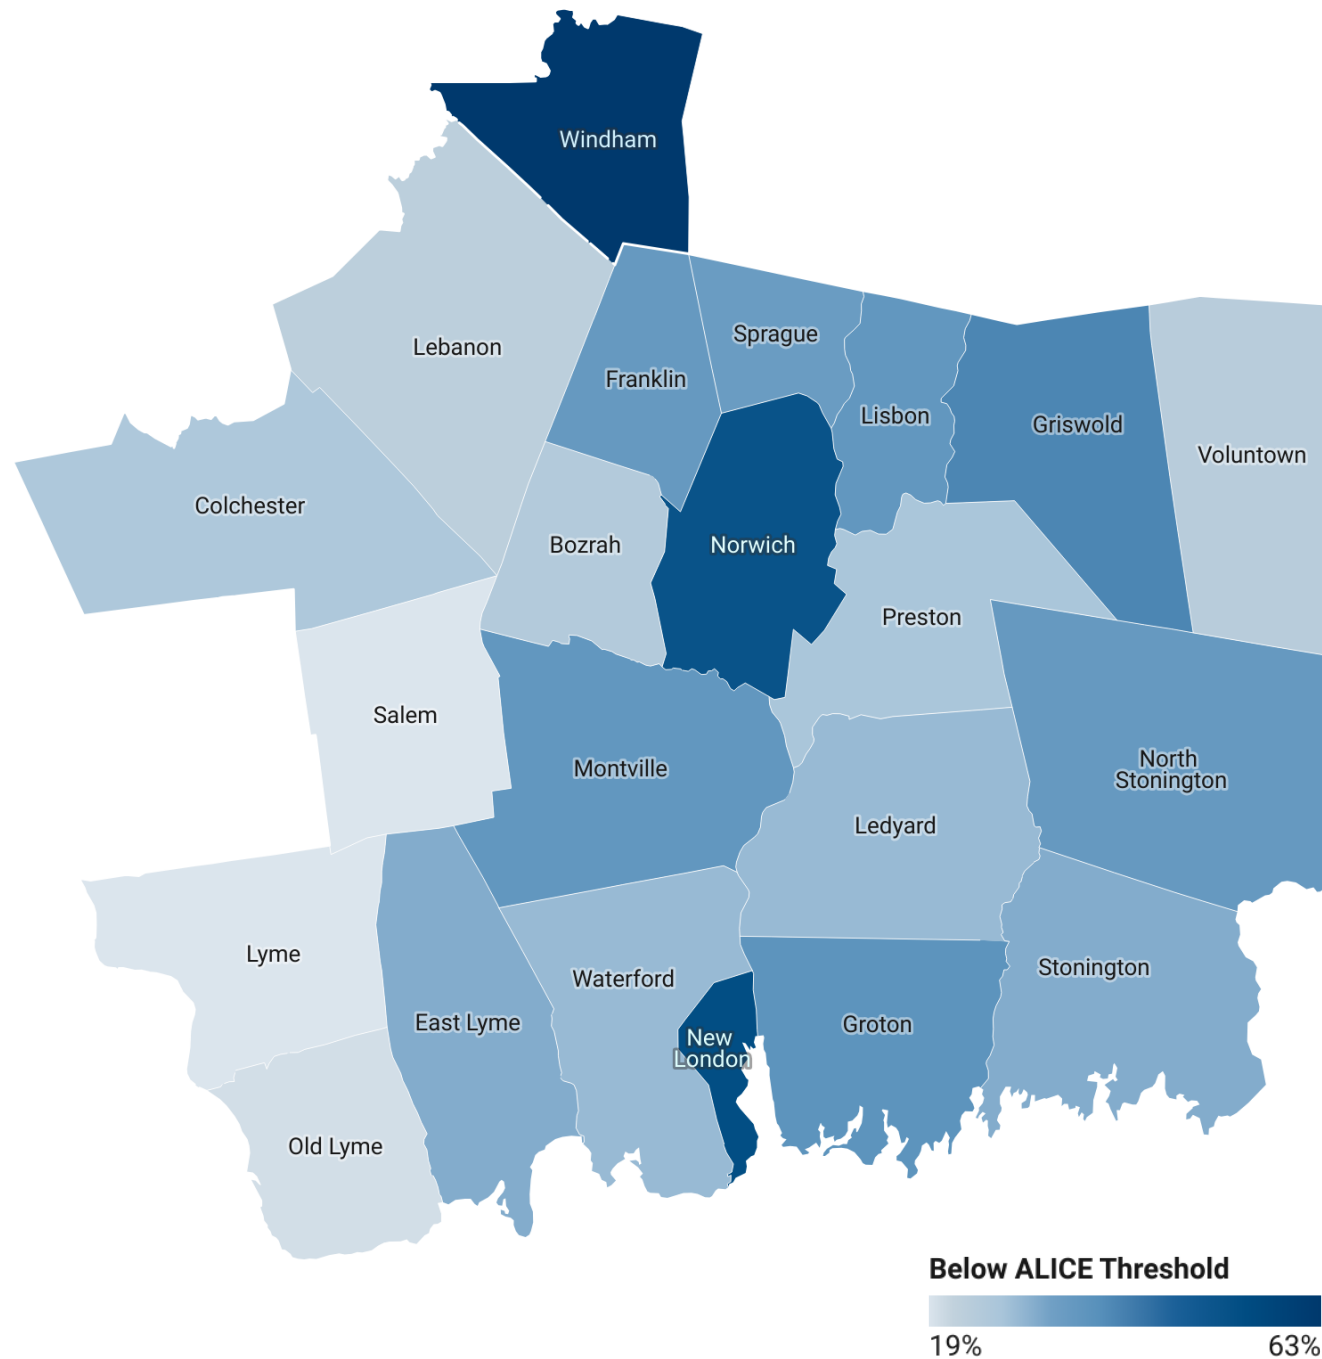 Windham
Lebanon
Sprague
Franklin
Lisbon
Griswold
Voluntown
Colchester
Bozrah
Norwich
Preston
Salem
Montville
North
Stonington
Ledyard
Lyme
Waterford
Stonington
East Lyme
Groton
New
London
Old Lyme
Below ALICE Threshold
19%
63%